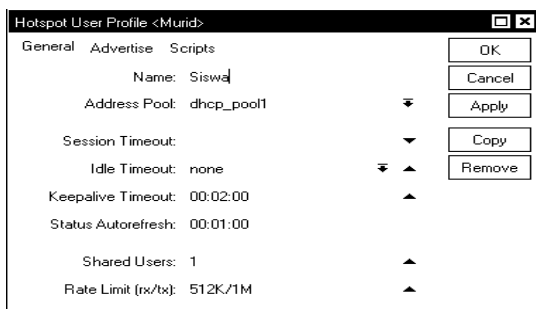 Hotspot User Profile <Murid>
General Advertise Scripts
OK
Name: Siswa
Cancel
Address Pool: dhcp_pool1
Apply
Session Timeout:
Copy
Idle Timeout: none
Remove
Keepalive Timeout: 00:02:00
Status Autorefresh: 00:01:00
Shared Users: 1
Rate Limit (rx/tx): 512K/1M